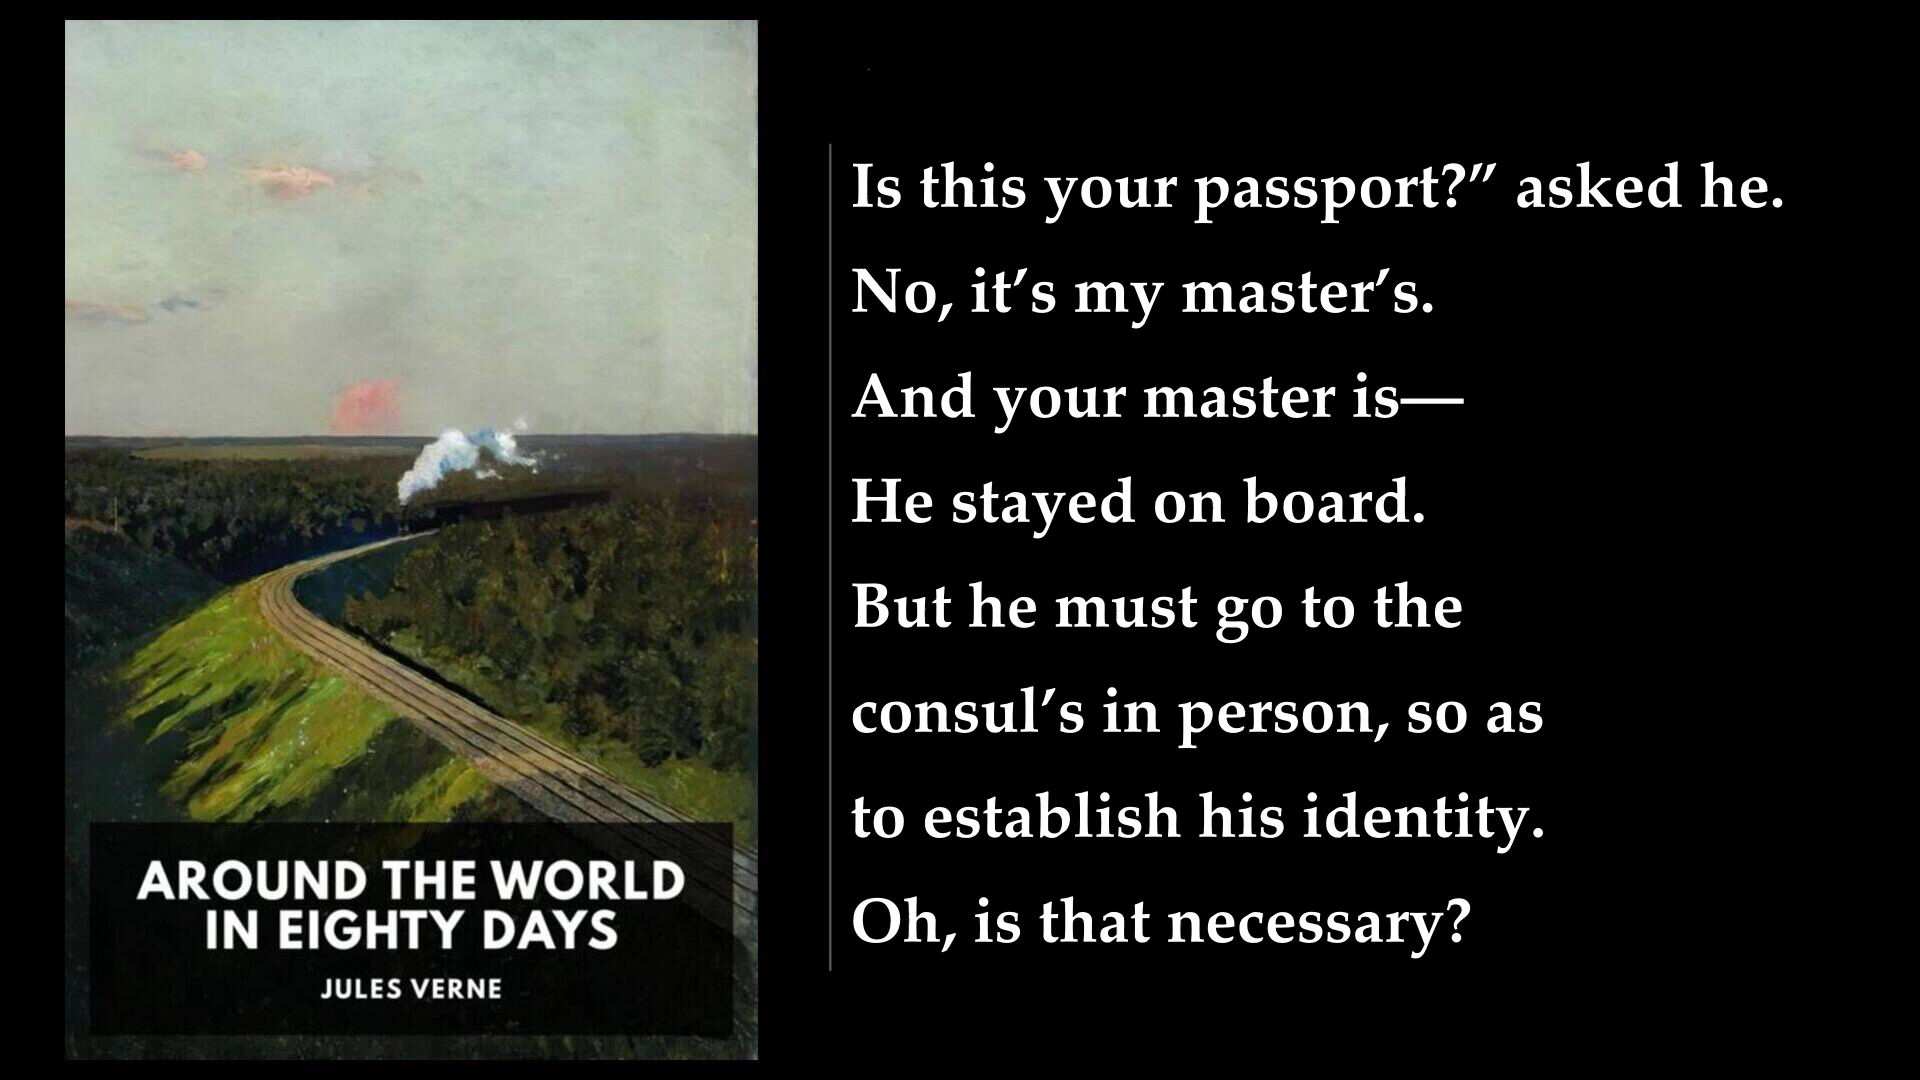 AROUND THE WORLD
IN EIGHTY DAYS
JULES VERNE
Is this your passport?” asked he.
No, it’s my master’s.
And your master is—
He stayed on board.
But he must go to the
consul’s in person, so as
to establish his identity.
Oh, is that necessary?